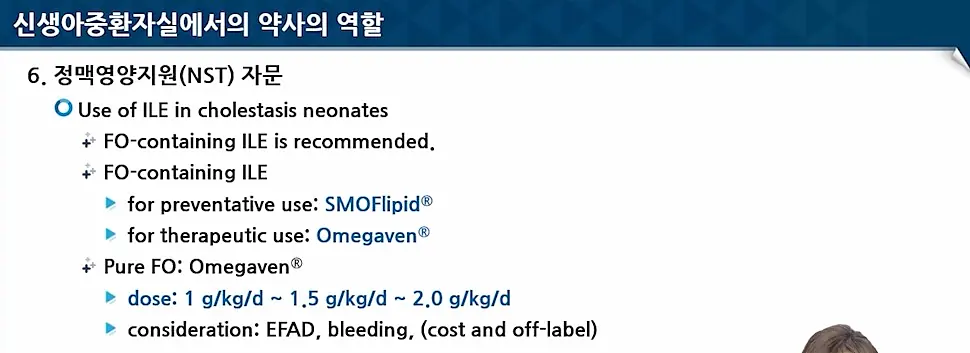 신생아중환자실에서의 약사의 역할
6. 정맥영양지원(NST) 자문
Use of ILE in cholestasis neonates
FO-containing ILE is recommended.
FO-containing ILE
for preventative use: SMOFlipid®
for therapeutic use: Omegaven®
Pure FO: Omegaven®
dose: 1 g/kg/d ~ 1.5 g/kg/d ~ 2.0 g/kg/d
consideration: EFAD, bleeding, (cost and off-label)